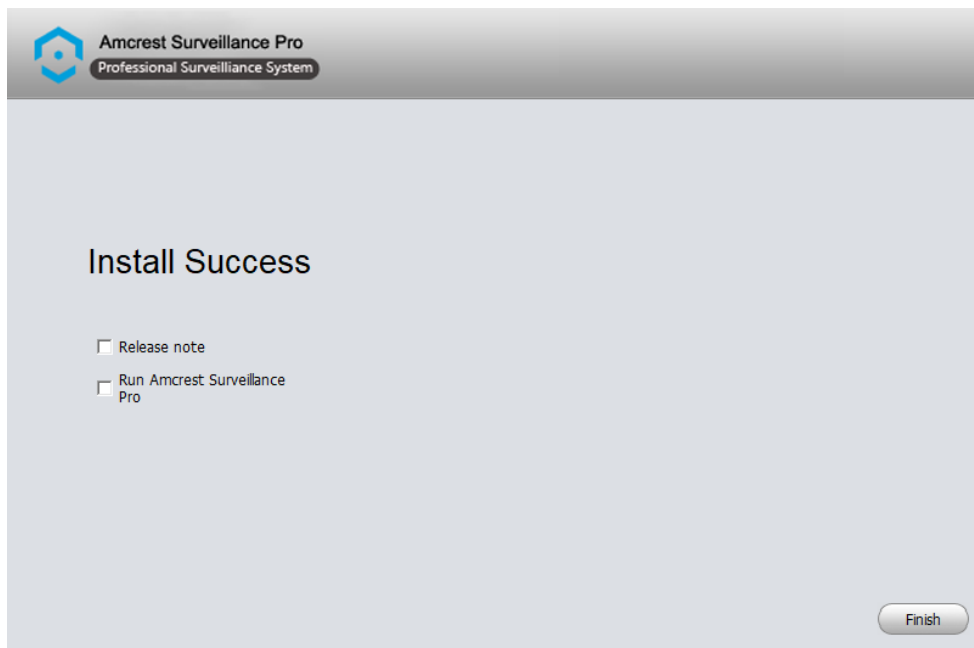 Amcrest Surveillance Pro
Professional Surveilliance System
Install Success
Release note
Run Amcrest Surveillance
Pro
Finish